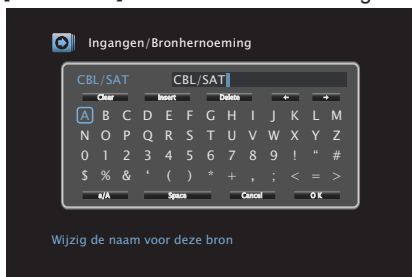 Ingangen/Bronhernoeming
CBL/SAT CBL/SAT
Clear Insert Delete ← →
A B C D E F G H I J K L M
N O P Q R S T U V W X Y Z
0 1 2 3 4 5 6 7 8 9 ! “ #
$ % & ‘ ( ) * + , ; < = >
a/A Space Cancel OK
Wijzig de naam voor deze bron